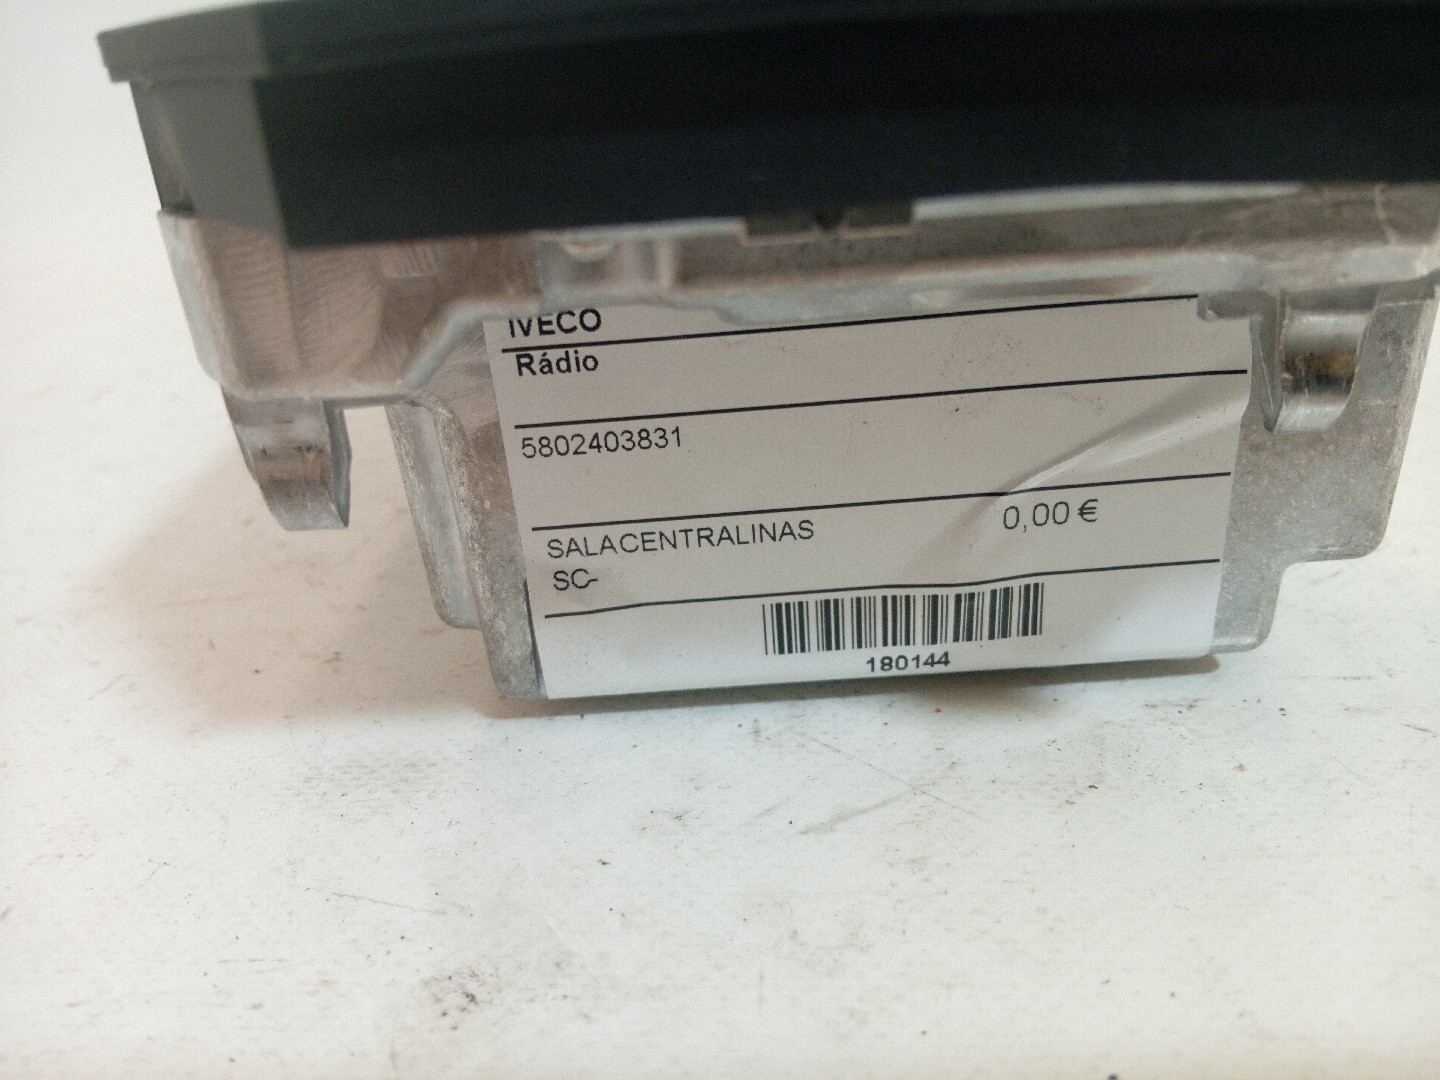 IVECO
Rádio
5802403831
SALACENTRALINAS 0,00 €
SC-
180144